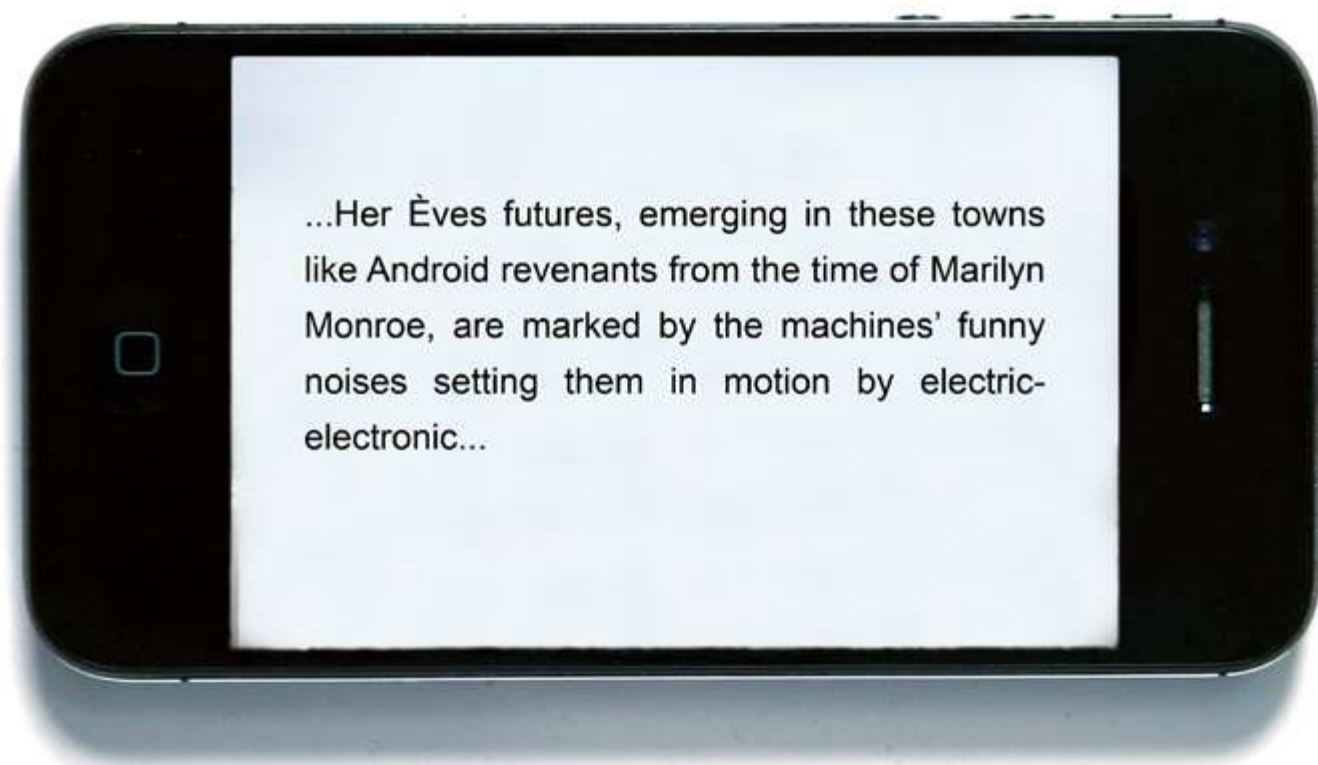 ...Her Èves futures, emerging in these towns
like Android revenants from the time of Marilyn
Monroe, are marked by the machines’ funny
noises setting them in motion by electric-
electronic...